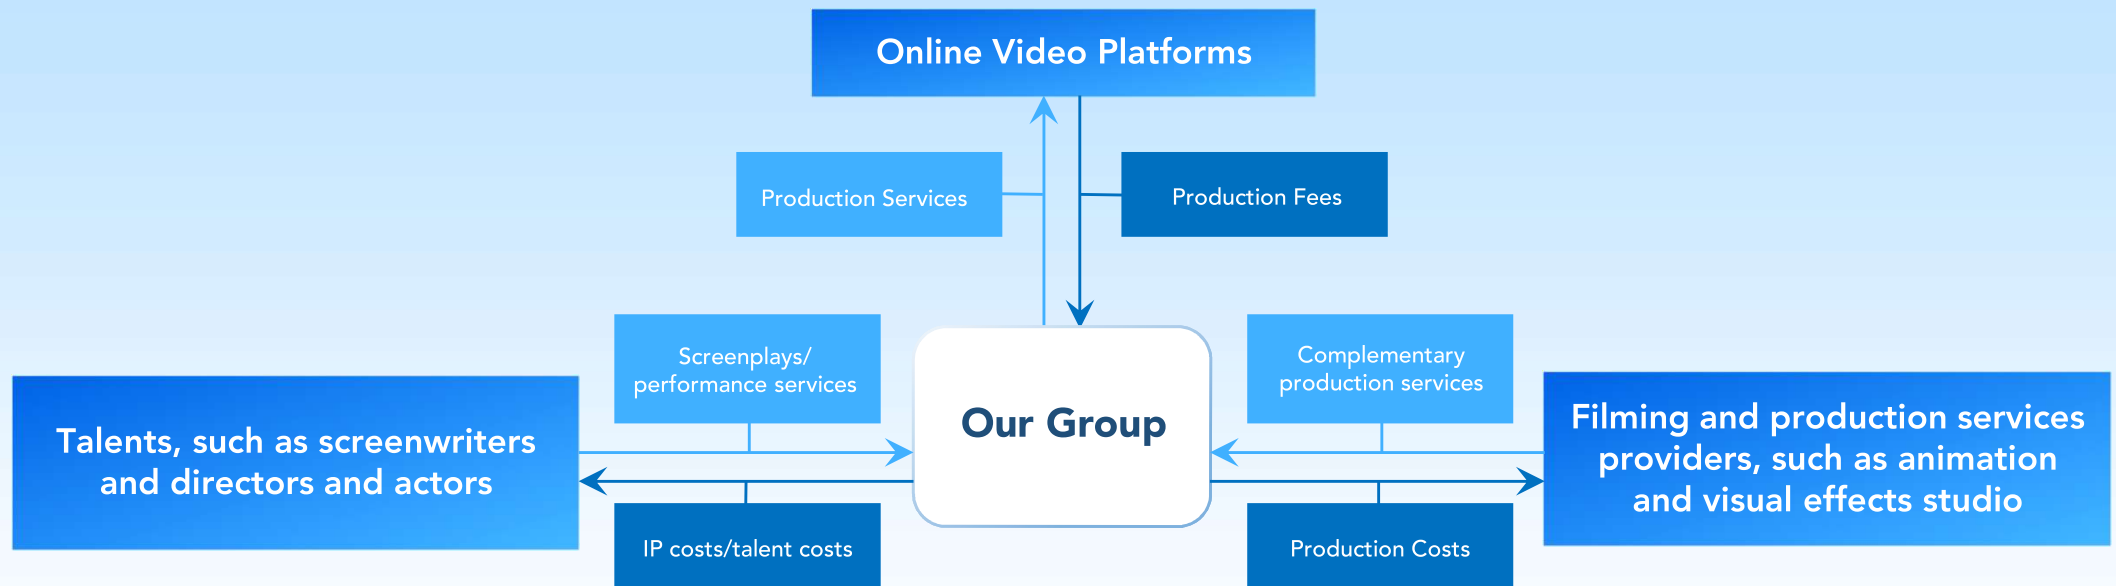 Online Video Platforms
Production Services
Production Fees
Screenplays/
performance services
Complementary
production services
Talents, such as screenwriters
and directors and actors
Our Group
Filming and production services
providers, such as animation
and visual effects studio
IP costs/talent costs
Production Costs